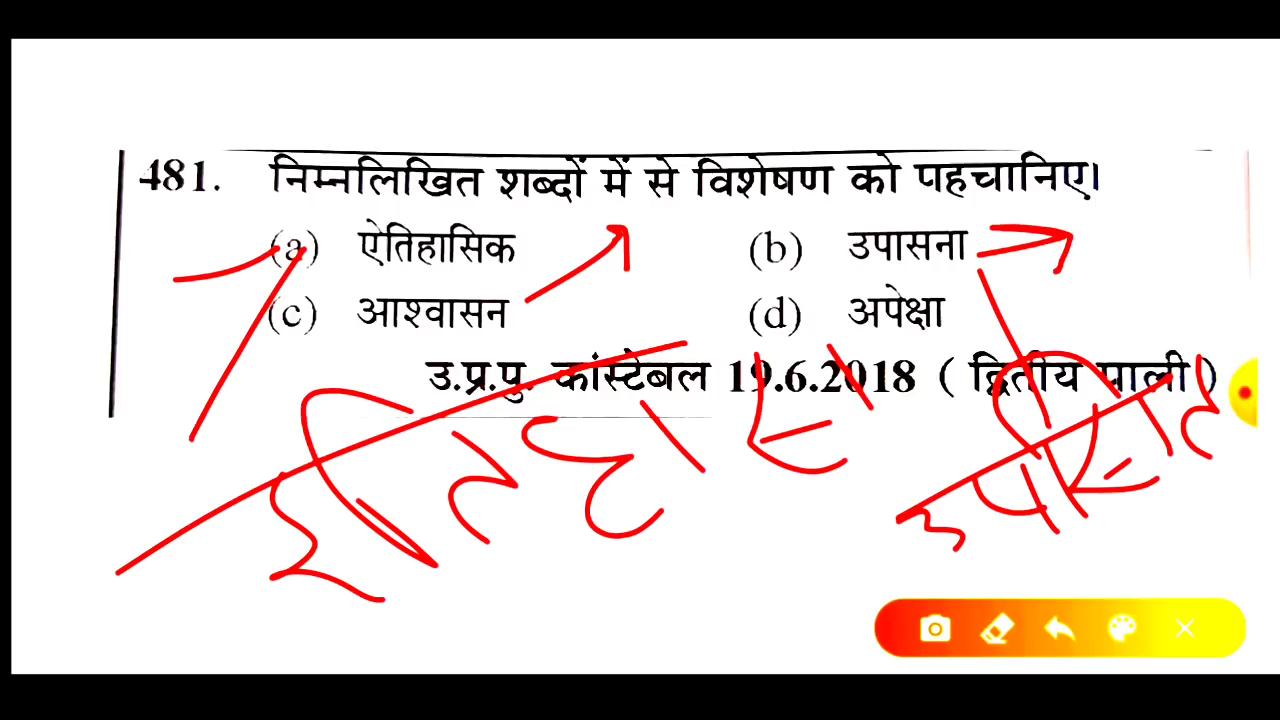 481. निम्नलिखित शब्दों में से विशेषण को पहचानिए।
(a) ऐतिहासिक (b) उपासना
(c) आश्वासन (d) अपेक्षा
उ.प्र.पु. कांस्टेबल 19.6.2018 ( द्वितीय पाली )
इतिहास